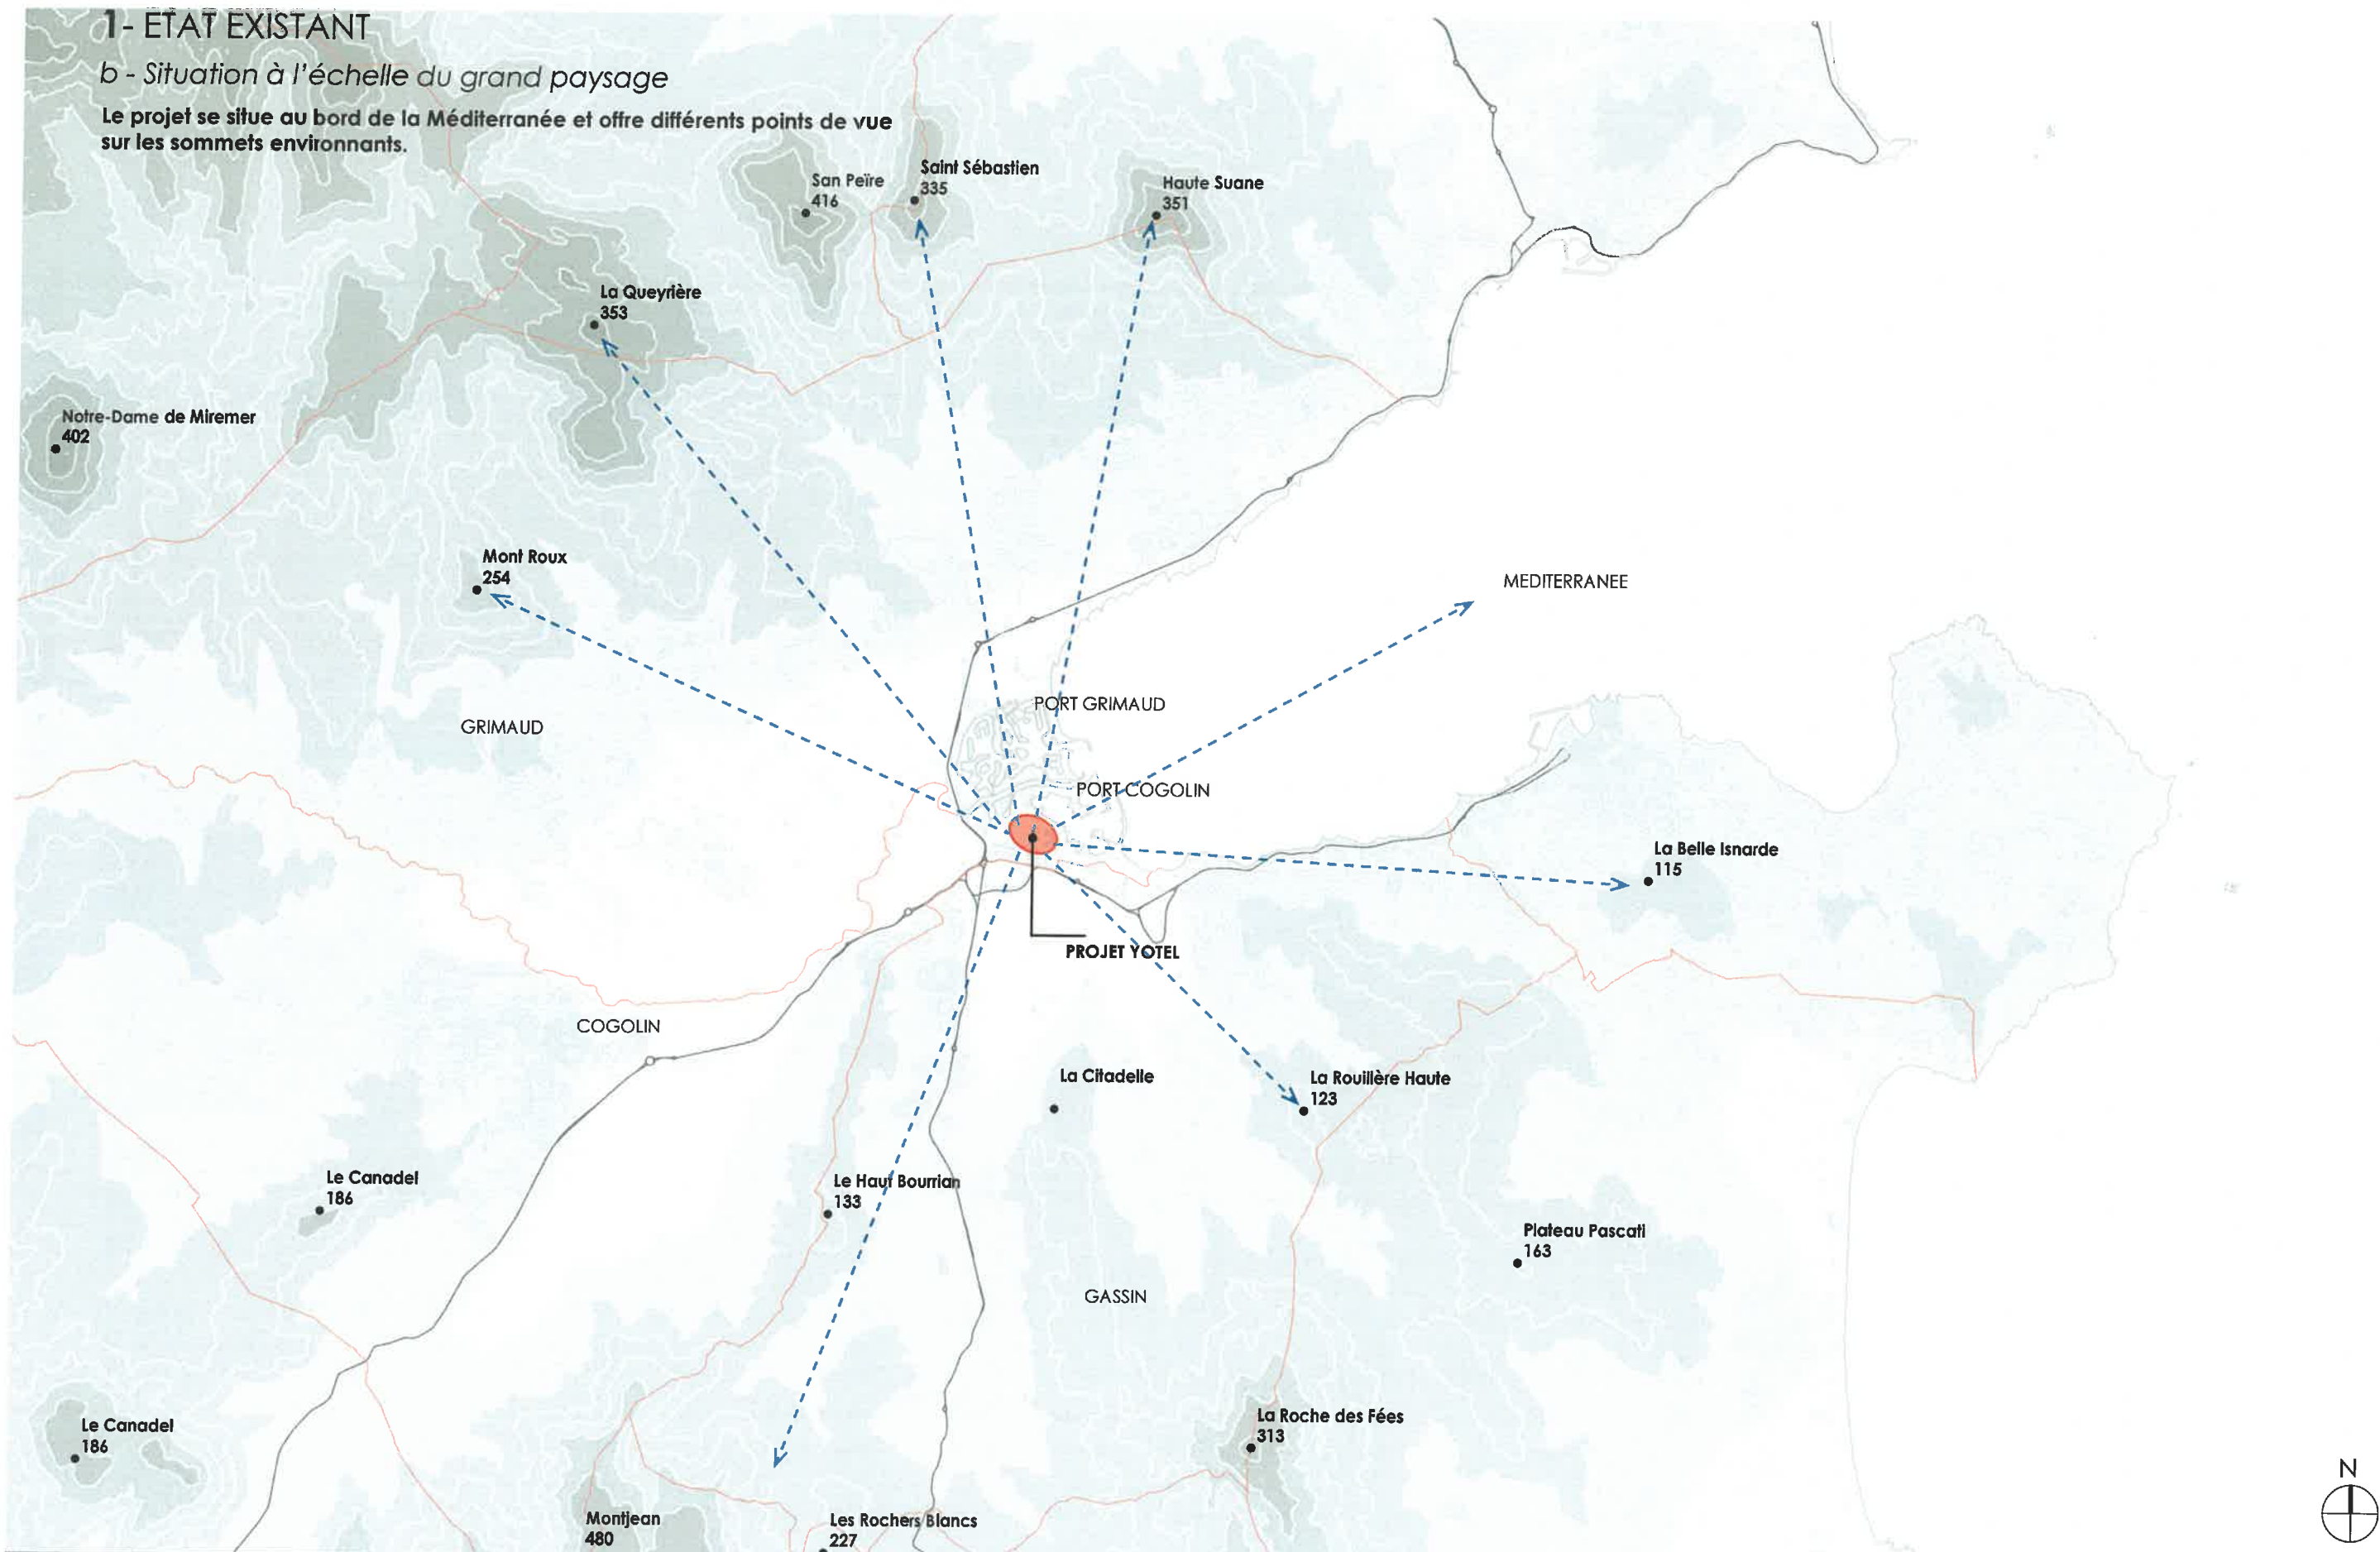 1- ETAT EXISTANT
b - Situation à l'échelle du grand paysage
Le projet se situe au bord de la Méditerranée et offre différents points de vue
sur les sommets environnants.
Saint Sébastien
335
San Peïre
416
Haute Suane
351
La Queyrière
353
Notre-Dame de Miremer
402
Mont Roux
254
MEDITERRANEE
PORT GRIMAUD
GRIMAUD
PORT COGOLIN
La Belle Isnarde
115
PROJET YOTEL
COGOLIN
La Citadelle
La Rouillère Haute
123
Le Canadel
186
Le Haut Bourrian
133
Plateau Pascati
163
GASSIN
La Roche des Fées
313
Le Canadel
186
Montjean
480
Les Rochers Blancs
227
N